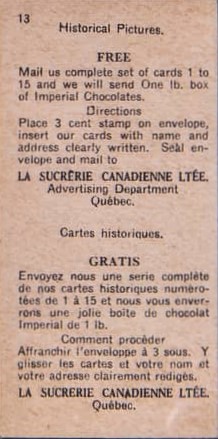 13
Historical Pictures.
FREE
Mail us complete set of cards 1 to
15 and we will send One lb. box
of Imperial Chocolates.
Directions
Place 3 cent stamp on envelope,
insert our cards with name and
address clearly written. Seal en-
velope and mail to
LA SUCRÉRIE CANADIENNE LTÉE.
Advertising Department
Québec.
Cartes historiques.
GRATIS
Envoyez nous une serie complète
de nos cartes historiques numéro-
tées de 1 à 15 et nous vous enver-
rons une jolie boite de chocolat
Imperial de 1 lb.
Comment procéder
Affranchir l'enveloppe à 3 sous. Y
glisser les cartes et votre nom et
votre adresse clairement redigés.
LA SUCRERIE CANADIENNE LTÉE.
Québec.